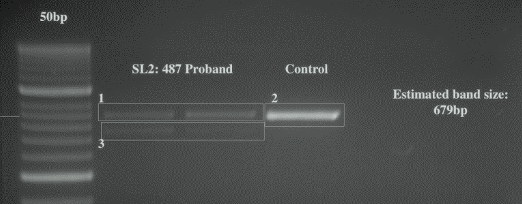 50bp
SL2: 487 Proband
Control
1
2
Estimated band size:
679bp
3